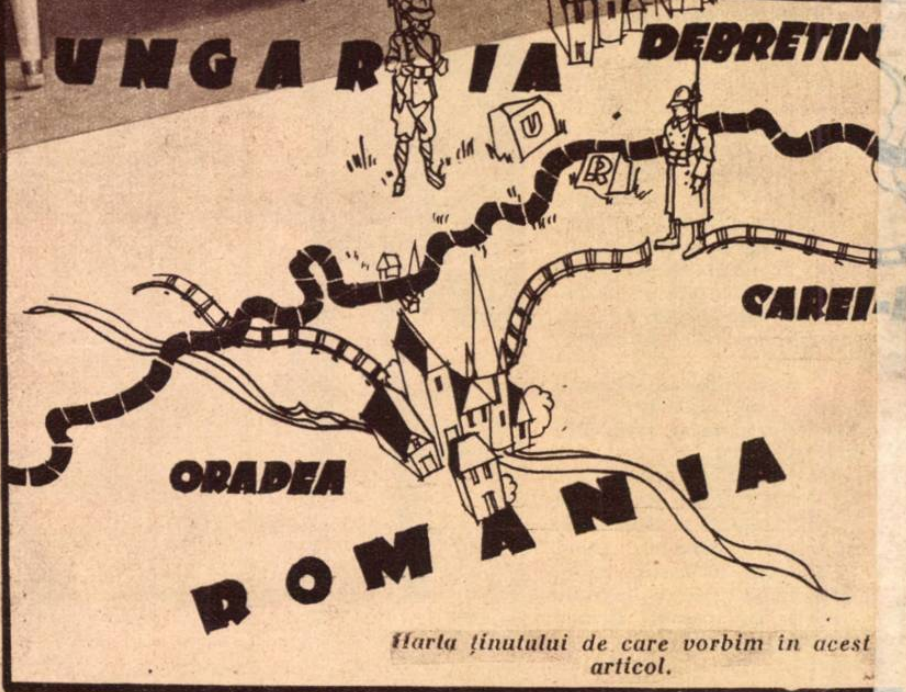 UNGARIA
DEBRETIN
U
R
CAREI-
ORADEA
ROMANIA
Harta ținutului de care vorbim in acest
articol.